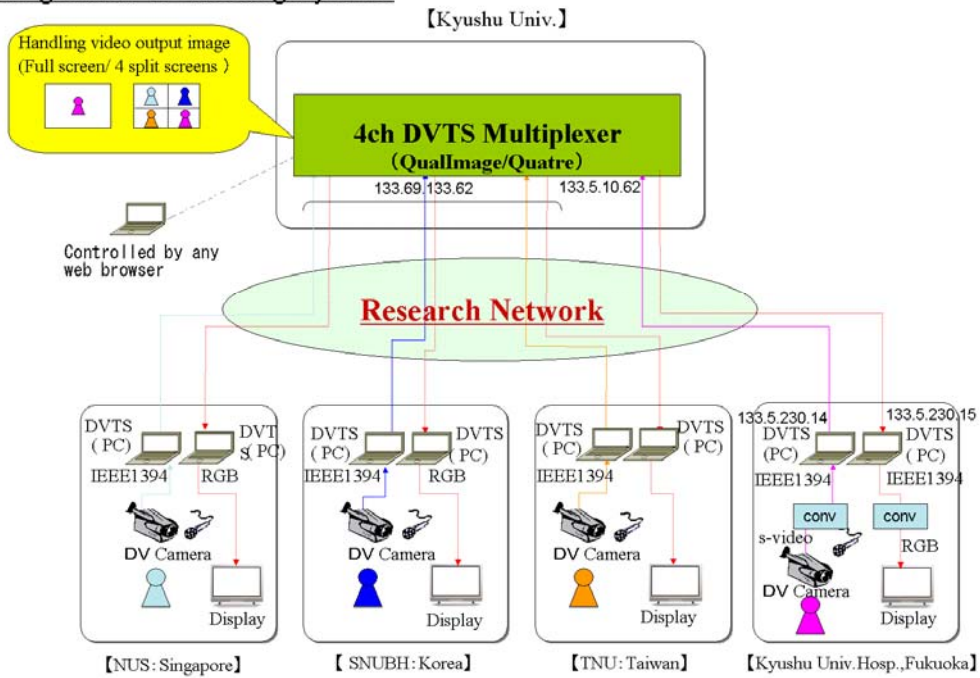 【Kyushu Univ.】
Handling video output image
(Full screen/ 4 split screens )
4ch DVTS Multiplexer
(QualImage/Quatre)
133.69.133.62
133.5.10.62
Controlled by any
web browser
Research Network
DVTS
( PC)
DVT
S( PC)
IEEE1394
RGB
DV Camera
Display
【NUS:Singapore】
DVTS
( PC)
DVTS
( PC)
IEEE1394
RGB
DV Camera
Display
【 SNUBH:Korea】
DVTS
( PC)
DVTS
( PC)
IEEE1394
DV Camera
Display
【TNU:Taiwan】
133.5.230.14
133.5.230.15
DVTS
( PC)
DVTS
( PC)
IEEE1394
IEEE1394
conv
conv
s-video
RGB
DV Camera
Display
【Kyushu Univ.Hosp.,Fukuoka】